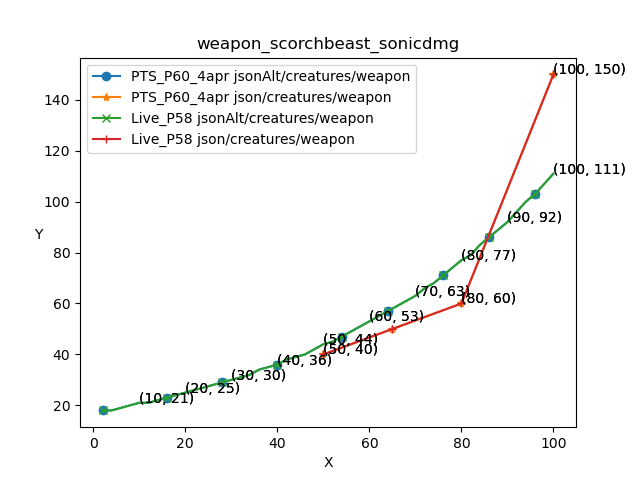 weapon_scorchbeast_sonicdmg
PTS_P60_4apr jsonAlt/creatures/weapon
PTS_P60_4apr json/creatures/weapon
Live_P58 jsonAlt/creatures/weapon
Live_P58 json/creatures/weapon
(100, 150)
(100, 111)
(90, 92)
(80, 77)
(70, 63)
(80, 60)
(60, 53)
(50, 44)
(50, 40)
(40, 36)
(30, 30)
(20, 25)
(10, 21)
140
120
100
80
60
40
20
Y
0 20 40 60 80 100
X